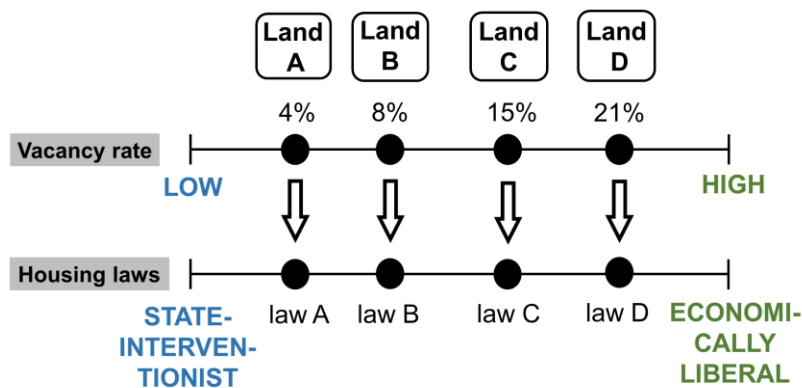 Land Land Land Land
A B C D
4% 8% 15% 21%
Vacancy rate
LOW HIGH
Housing laws
law A law B law C law D
STATE-
INTERVEN-
TIONIST
ECONOMI-
CALLY
LIBERAL